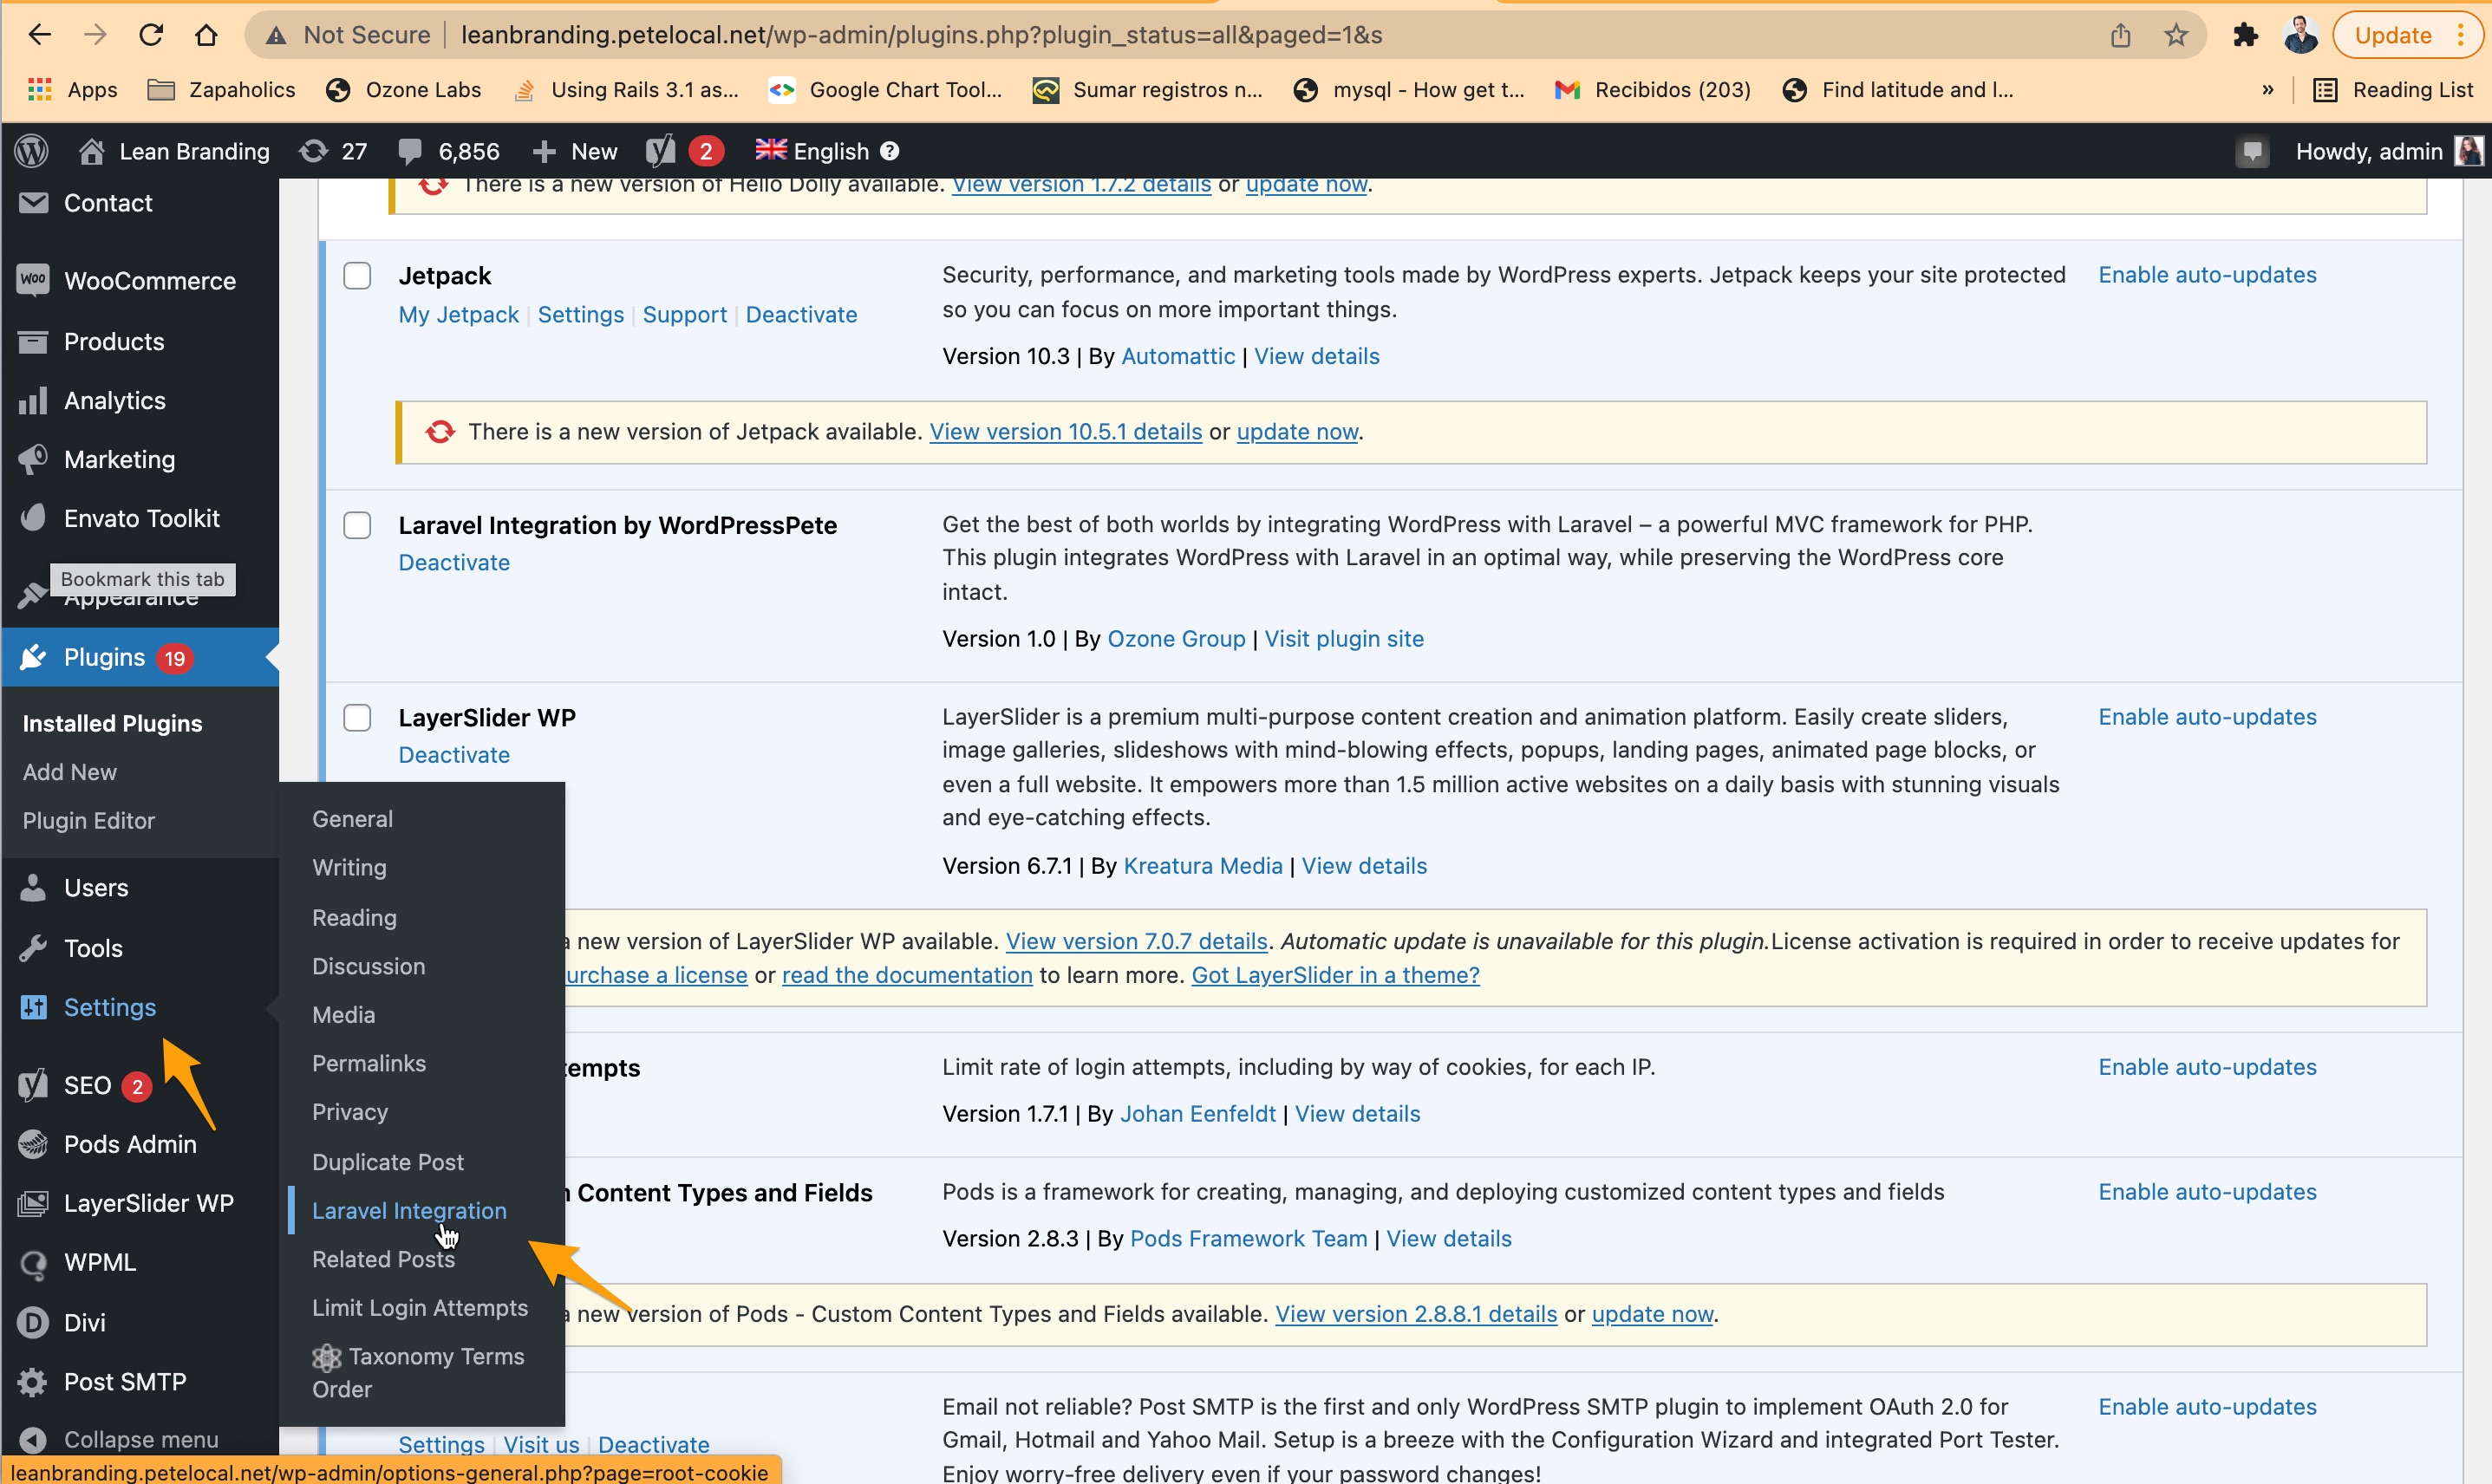 Not Secure leanbranding.petelocal.net/wp-admin/plugins.php?plugin_status=all&paged=1&s Update
Apps Zapaholics Ozone Labs Using Rails 3.1 as... Google Chart Tool... Sumar registros n... mysql - How get t... Recibidos (203) Find latitude and l... » Reading List
Lean Branding 27 6,856 New 2 English ? Howdy, admin
Contact
WooCommerce
Products
Analytics
Marketing
Envato Toolkit
Bookmark this tab
Appearance
Plugins 19
Installed Plugins
Add New
Plugin Editor
Users
Tools
Settings
SEO 2
Pods Admin
LayerSlider WP
WPML
Divi
Post SMTP
Collapse menu
General
Writing
Reading
Discussion
Media
Permalinks
Privacy
Duplicate Post
Laravel Integration
Related Posts
Limit Login Attempts
Taxonomy Terms
Order
There is a new version of Hello Dolly available. View version 1.7.2 details or update now.
Jetpack
My Jetpack | Settings | Support | Deactivate
Security, performance, and marketing tools made by WordPress experts. Jetpack keeps your site protected
so you can focus on more important things.
Version 10.3 | By Automattic | View details
Enable auto-updates
There is a new version of Jetpack available. View version 10.5.1 details or update now.
Laravel Integration by WordPressPete
Deactivate
Get the best of both worlds by integrating WordPress with Laravel – a powerful MVC framework for PHP.
This plugin integrates WordPress with Laravel in an optimal way, while preserving the WordPress core
intact.
Version 1.0 | By Ozone Group | Visit plugin site
LayerSlider WP
Deactivate
LayerSlider is a premium multi-purpose content creation and animation platform. Easily create sliders,
image galleries, slideshows with mind-blowing effects, popups, landing pages, animated page blocks, or
even a full website. It empowers more than 1.5 million active websites on a daily basis with stunning visuals
and eye-catching effects.
Version 6.7.1 | By Kreatura Media | View details
Enable auto-updates
a new version of LayerSlider WP available. View version 7.0.7 details. Automatic update is unavailable for this plugin.License activation is required in order to receive updates for
urchase a license or read the documentation to learn more. Got LayerSlider in a theme?
tempts
Limit rate of login attempts, including by way of cookies, for each IP.
Version 1.7.1 | By Johan Eenfeldt | View details
Enable auto-updates
Content Types and Fields
Pods is a framework for creating, managing, and deploying customized content types and fields
Version 2.8.3 | By Pods Framework Team | View details
Enable auto-updates
a new version of Pods - Custom Content Types and Fields available. View version 2.8.8.1 details or update now.
Email not reliable? Post SMTP is the first and only WordPress SMTP plugin to implement OAuth 2.0 for
Gmail, Hotmail and Yahoo Mail. Setup is a breeze with the Configuration Wizard and integrated Port Tester.
Enjoy worry-free delivery even if your password changes!
Enable auto-updates
Settings | Visit us | Deactivate
leanbranding.petelocal.net/wp-admin/options-general.php?page=root-cookie